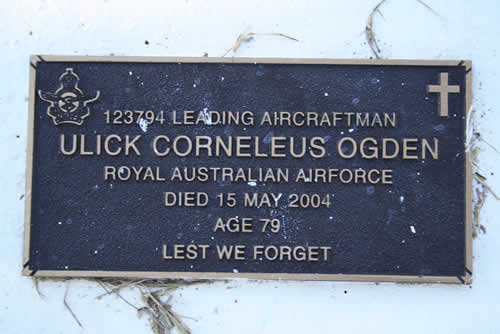 123794 LEADING AIRCRAFTMAN
ULICK CORNELEUS OGDEN
ROYAL AUSTRALIAN AIRFORCE
DIED 15 MAY 2004
AGE 79
LEST WE FORGET